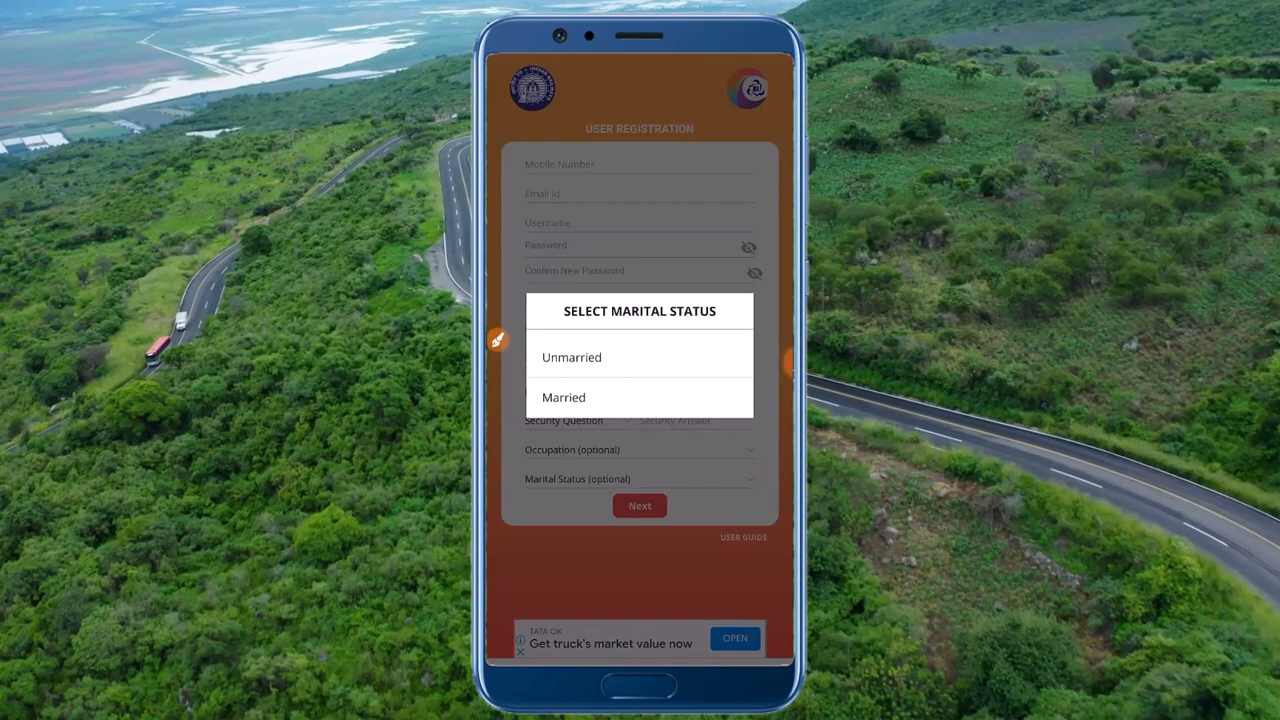 USER REGISTRATION
Mobile Number
Email Id
Username
Password
Confirm New Password
SELECT MARITAL STATUS
Unmarried
Married
Security Question
Security Answer
Occupation (optional)
Marital Status (optional)
Next
USER GUIDE
TATA OK
Get truck's market value now
OPEN